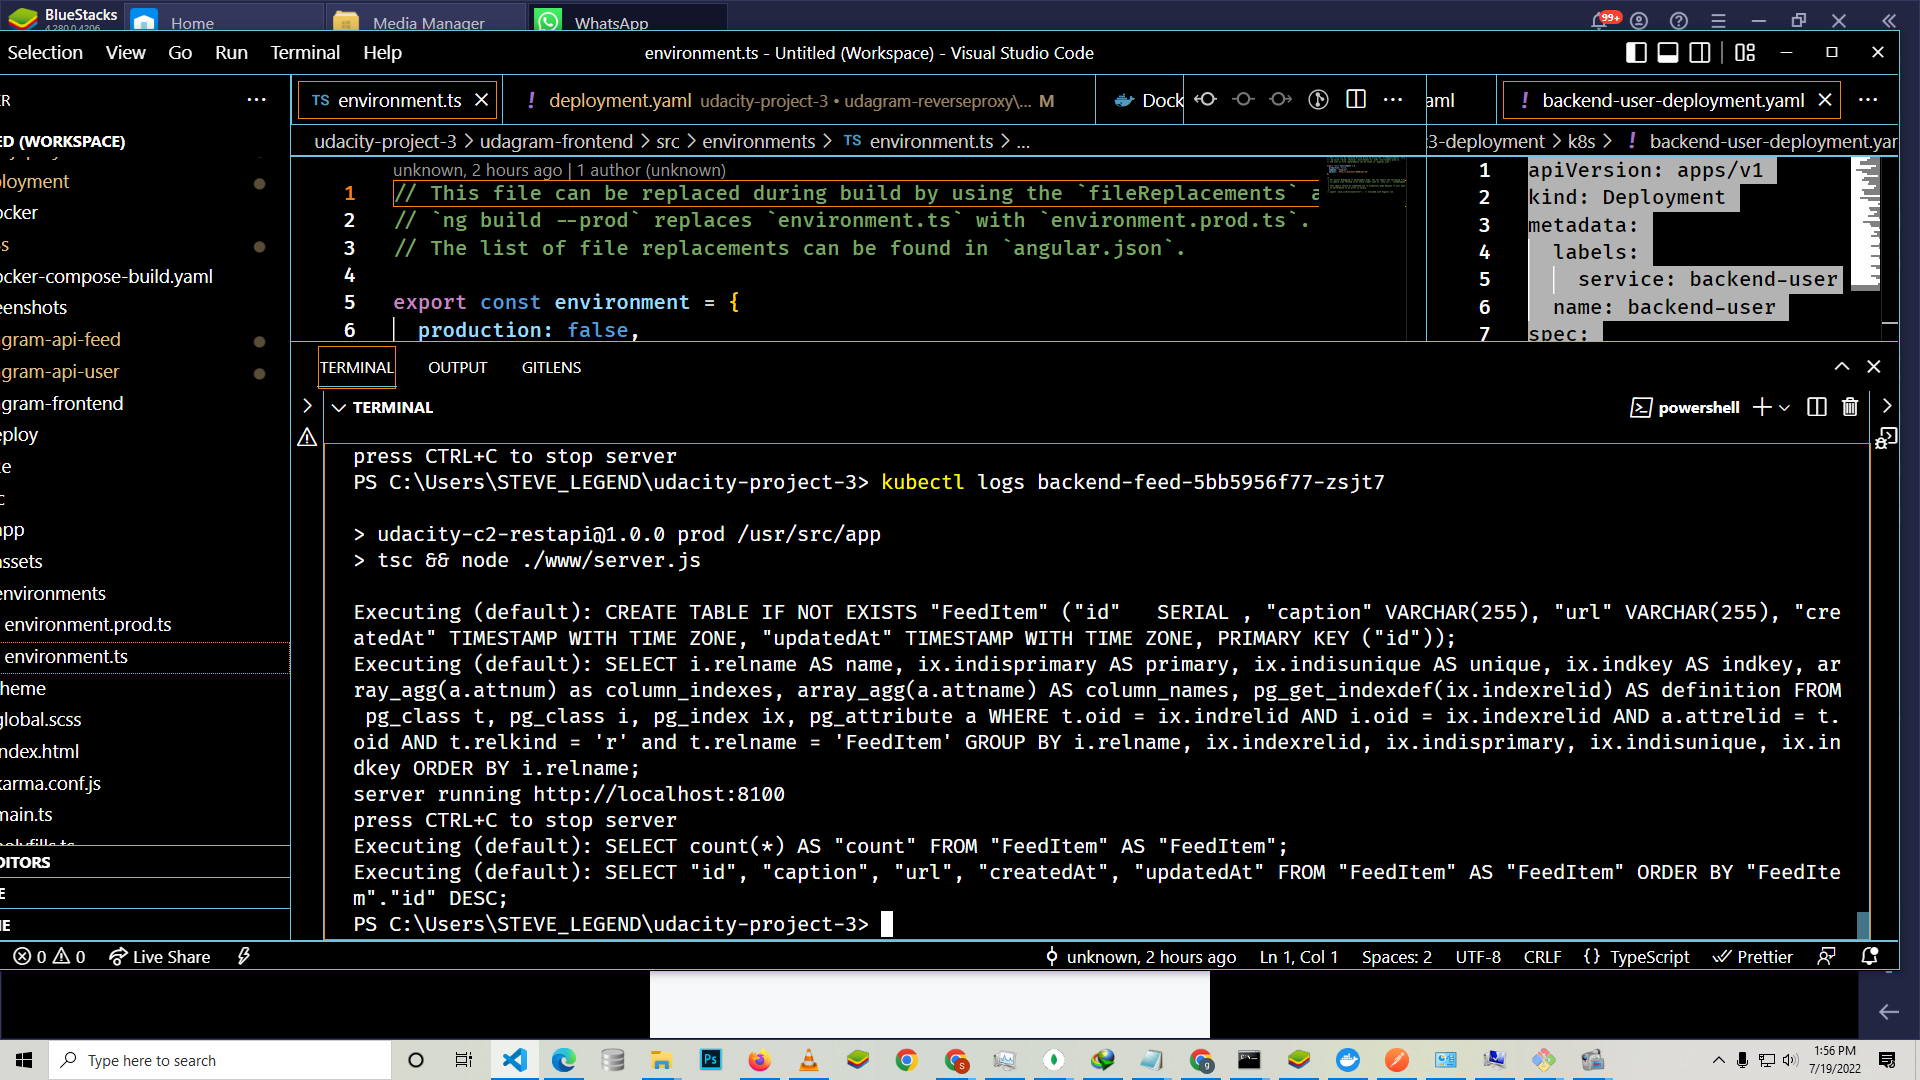 BlueStacks
4.280.0.4206
Home
Media Manager
WhatsApp
99+
Selection View Go Run Terminal Help
environment.ts - Untitled (Workspace) - Visual Studio Code
R
ED (WORKSPACE)
loyment
ocker
s
ocker-compose-build.yaml
eenshots
gram-api-feed
gram-api-user
gram-frontend
eploy
e
c
app
assets
environments
environment.prod.ts
environment.ts
heme
global.scss
ndex.html
karma.conf.js
main.ts
polyfills.ts
DITORS
E
NE
TS environment.ts
! deployment.yaml udacity-project-3 • udagram-reverseproxy\... M
Dock
aml
! backend-user-deployment.yaml
udacity-project-3 > udagram-frontend > src > environments > TS environment.ts > ...
3-deployment > k8s > ! backend-user-deployment.yar
unknown, 2 hours ago | 1 author (unknown)
1 // This file can be replaced during build by using the `fileReplacements` a
2 // `ng build --prod` replaces `environment.ts` with `environment.prod.ts`.
3 // The list of file replacements can be found in `angular.json`.
4
5 export const environment = {
6 production: false,
1 apiVersion: apps/v1
2 kind: Deployment
3 metadata:
4 labels:
5 service: backend-user
6 name: backend-user
7 spec:
TERMINAL OUTPUT GITLENS
TERMINAL
powershell
press CTRL+C to stop server
PS C:\Users\STEVE_LEGEND\udacity-project-3> kubectl logs backend-feed-5bb5956f77-zsjt7
> udacity-c2-restapi@1.0.0 prod /usr/src/app
> tsc && node ./www/server.js
Executing (default): CREATE TABLE IF NOT EXISTS "FeedItem" ("id"   SERIAL , "caption" VARCHAR(255), "url" VARCHAR(255), "cre
atedAt" TIMESTAMP WITH TIME ZONE, "updatedAt" TIMESTAMP WITH TIME ZONE, PRIMARY KEY ("id"));
Executing (default): SELECT i.relname AS name, ix.indisprimary AS primary, ix.indisunique AS unique, ix.indkey AS indkey, ar
ray_agg(a.attnum) as column_indexes, array_agg(a.attname) AS column_names, pg_get_indexdef(ix.indexrelid) AS definition FROM
pg_class t, pg_class i, pg_index ix, pg_attribute a WHERE t.oid = ix.indrelid AND i.oid = ix.indexrelid AND a.attrelid = t.
oid AND t.relkind = 'r' and t.relname = 'FeedItem' GROUP BY i.relname, ix.indexrelid, ix.indisprimary, ix.indisunique, ix.in
dkey ORDER BY i.relname;
server running http://localhost:8100
press CTRL+C to stop server
Executing (default): SELECT count(*) AS "count" FROM "FeedItem" AS "FeedItem";
Executing (default): SELECT "id", "caption", "url", "createdAt", "updatedAt" FROM "FeedItem" AS "FeedItem" ORDER BY "FeedIte
m"."id" DESC;
PS C:\Users\STEVE_LEGEND\udacity-project-3>
0 0 Live Share
unknown, 2 hours ago Ln 1, Col 1 Spaces: 2 UTF-8 CRLF {} TypeScript Prettier
Type here to search
Ps
1:56 PM
7/19/2022